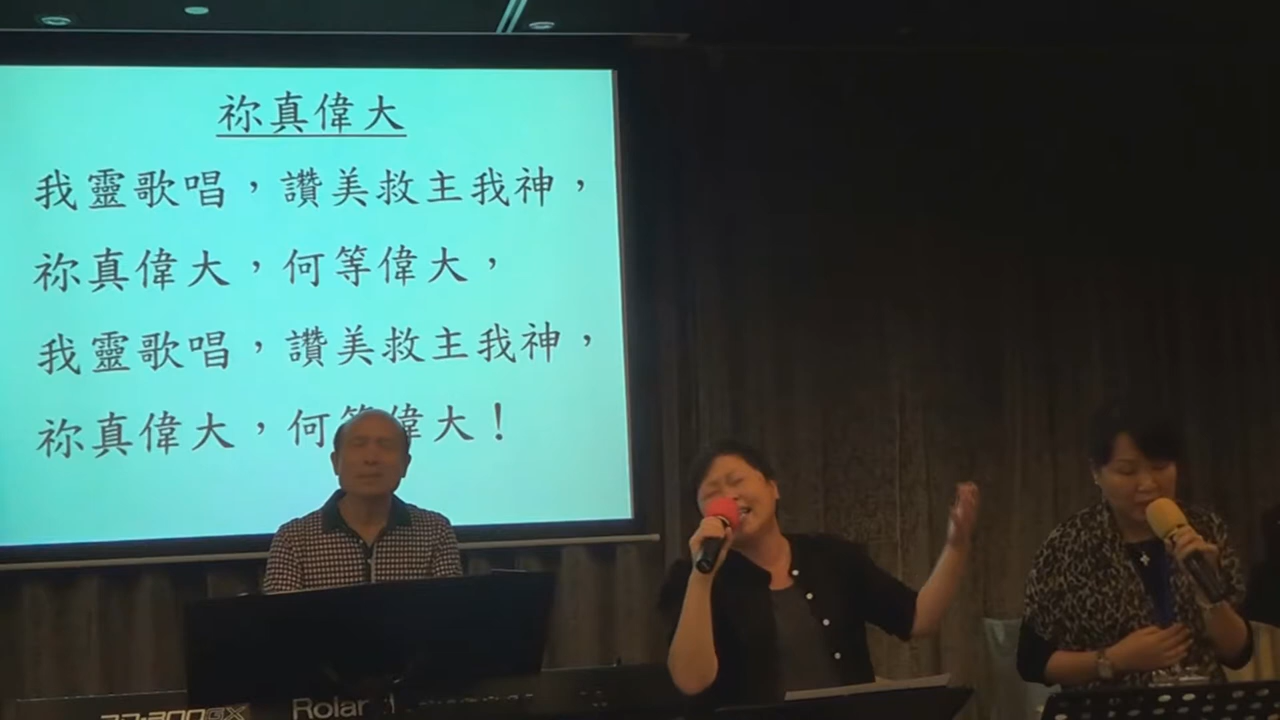 祢真偉大
我靈歌唱，讚美救主我神，
祢真偉大，何等偉大，
我靈歌唱，讚美救主我神，
祢真偉大，何等偉大！
Rolan